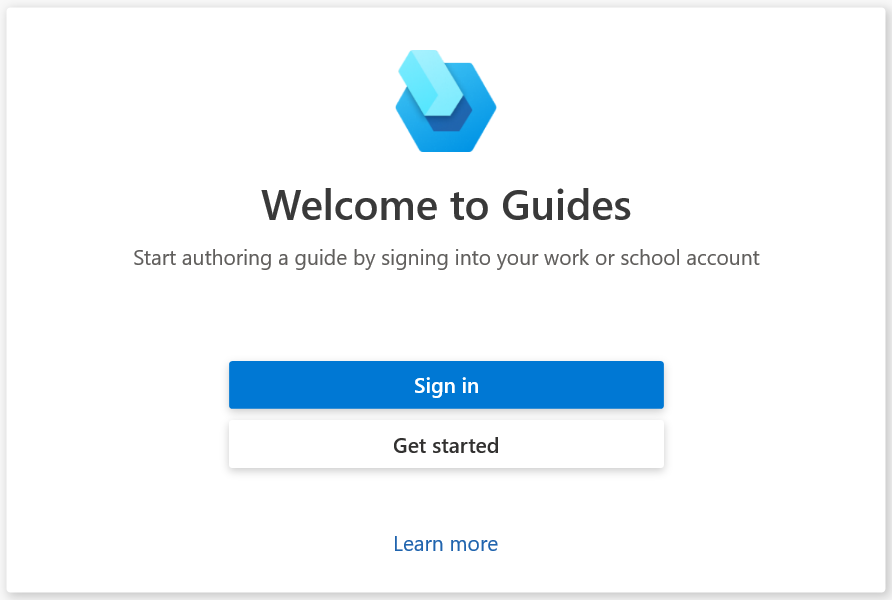 Welcome to Guides
Start authoring a guide by signing into your work or school account
Sign in
Get started
Learn more